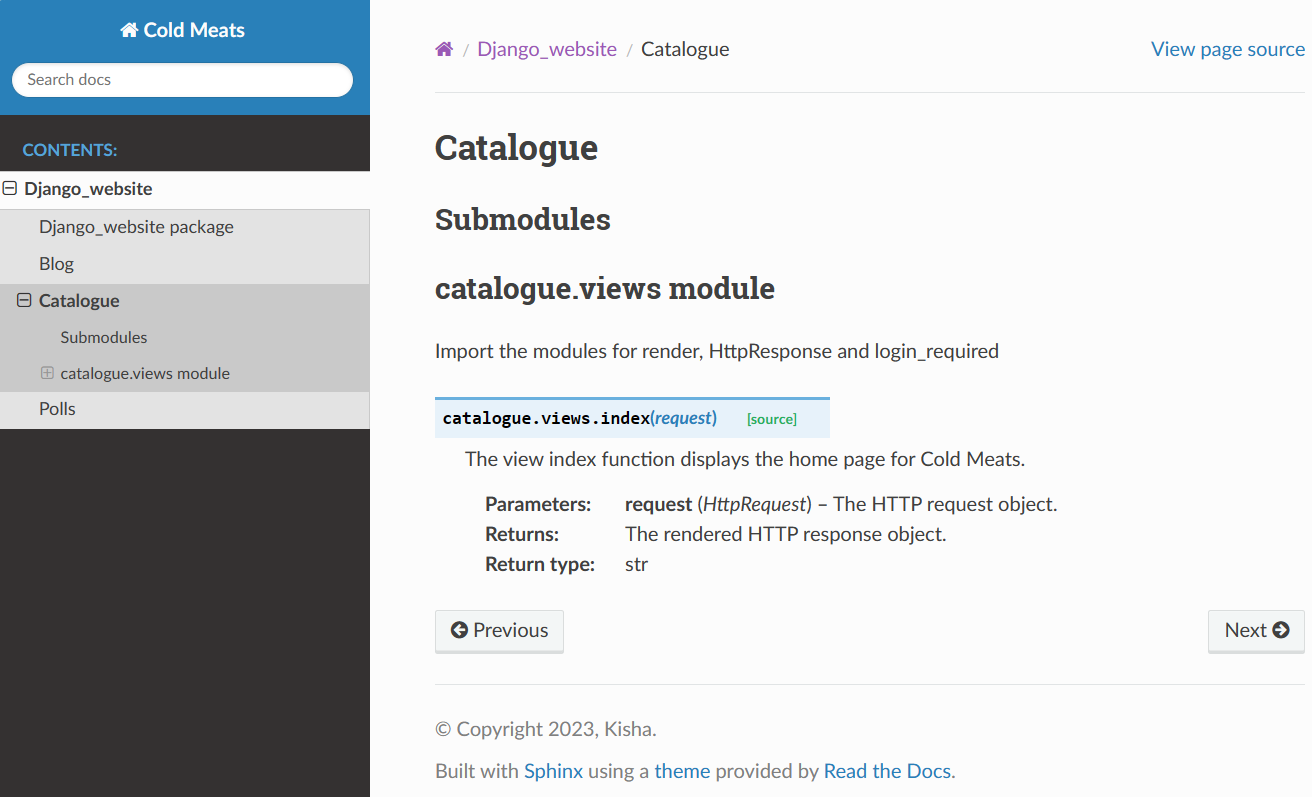 Cold Meats
Search docs
CONTENTS:
Django_website
Django_website package
Blog
Catalogue
Submodules
catalogue.views module
Polls
/ Django_website / Catalogue
View page source
Catalogue
Submodules
catalogue.views module
Import the modules for render, HttpResponse and login_required
catalogue.views.index(request) [source]
The view index function displays the home page for Cold Meats.
Parameters: request (HttpRequest) – The HTTP request object.
Returns: The rendered HTTP response object.
Return type: str
Previous
Next
© Copyright 2023, Kisha.
Built with Sphinx using a theme provided by Read the Docs.